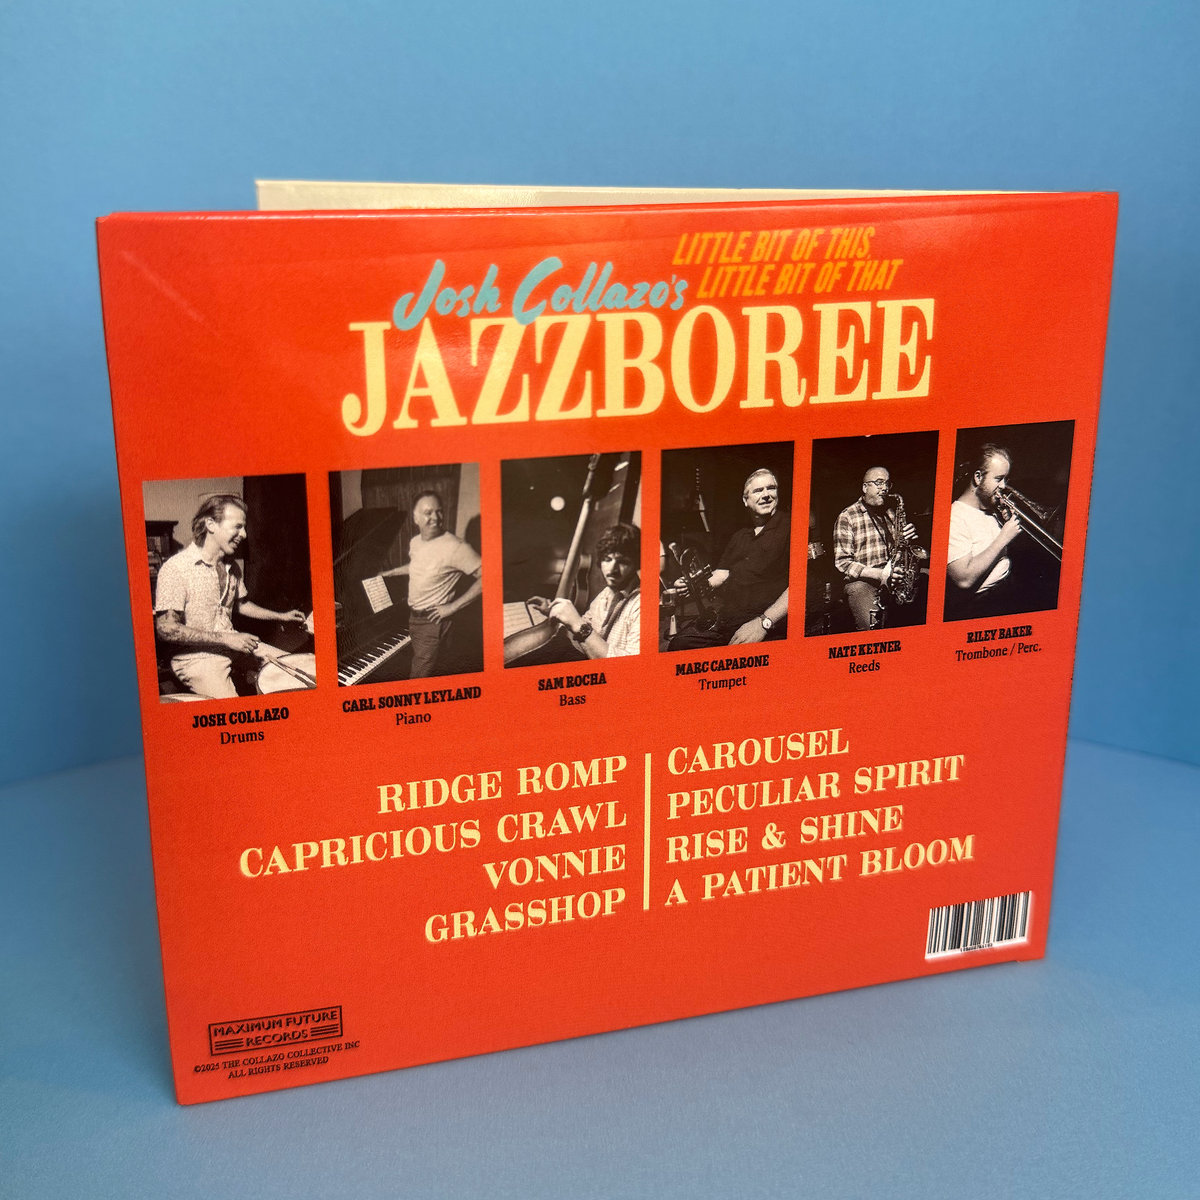 LITTLE BIT OF THIS,
LITTLE BIT OF THAT
Josh Collazo's
JAZZBOREE
JOSH COLLAZO
Drums
CARL SONNY LEYLAND
Piano
SAM ROCHA
Bass
MARC CAPARONE
Trumpet
NATE KETNER
Reeds
RILEY BAKER
Trombone / Perc.
RIDGE ROMP
CAPRICIOUS CRAWL
VONNIE
GRASSHOP
CAROUSEL
PECULIAR SPIRIT
RISE & SHINE
A PATIENT BLOOM
MAXIMUM FUTURE
RECORDS
©2025 THE COLLAZO COLLECTIVE INC
ALL RIGHTS RESERVED